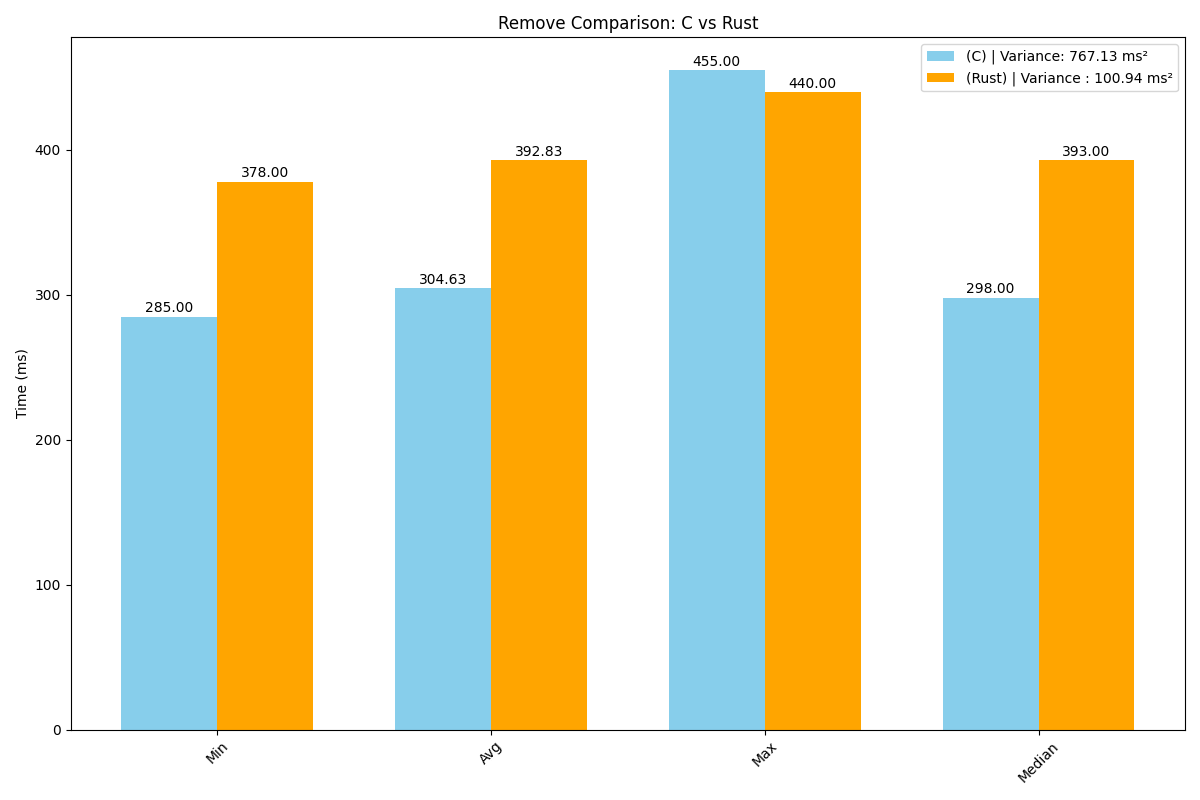 Remove Comparison: C vs Rust
(C) | Variance: 767.13 ms²
(Rust) | Variance : 100.94 ms²
455.00
440.00
392.83
393.00
378.00
304.63
298.00
285.00
Time (ms)
400
300
200
100
0
Min
Avg
Max
Median